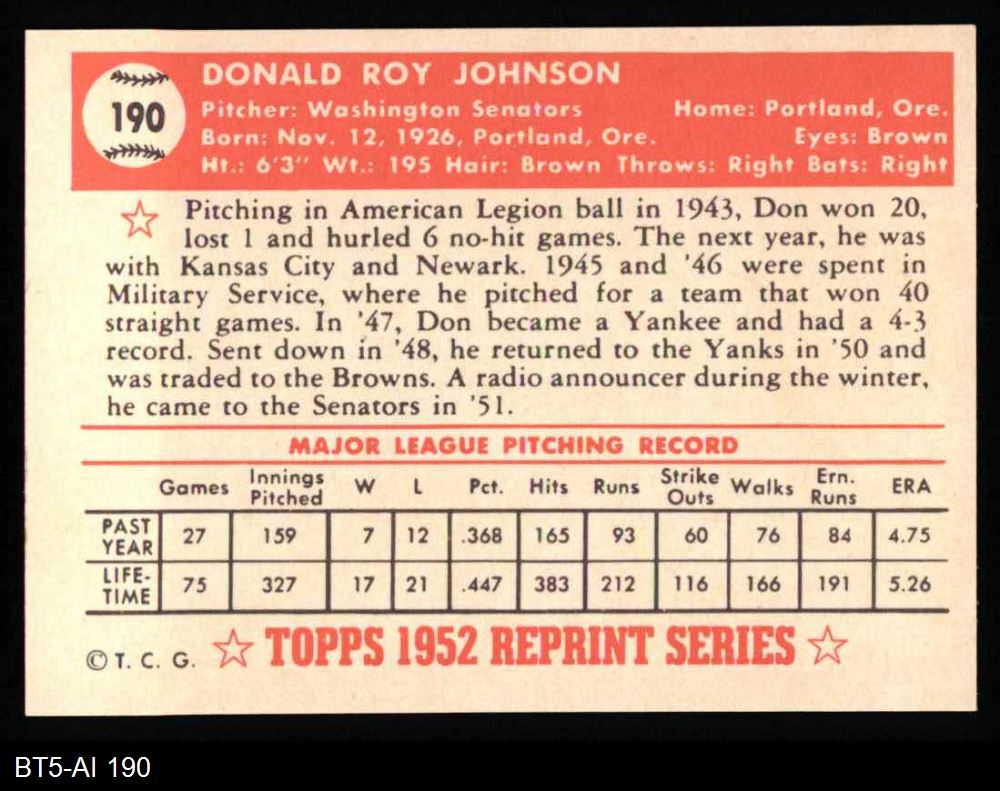 190
DONALD ROY JOHNSON
Pitcher: Washington Senators Home: Portland, Ore.
Born: Nov. 12, 1926, Portland, Ore. Eyes: Brown
Ht.: 6'3" Wt.: 195 Hair: Brown Throws: Right Bats: Right
Pitching in American Legion ball in 1943, Don won 20,
lost 1 and hurled 6 no-hit games. The next year, he was
with Kansas City and Newark. 1945 and '46 were spent in
Military Service, where he pitched for a team that won 40
straight games. In '47, Don became a Yankee and had a 4-3
record. Sent down in '48, he returned to the Yanks in '50 and
was traded to the Browns. A radio announcer during the winter,
he came to the Senators in '51.
MAJOR LEAGUE PITCHING RECORD
Games Innings Pitched W L Pct. Hits Runs Strike Outs Walks Ern. Runs ERA
PAST YEAR 27 159 7 12 .368 165 93 60 76 84 4.75
LIFE-TIME 75 327 17 21 .447 383 212 116 166 191 5.26
© T. C. G. TOPPS 1952 REPRINT SERIES
BT5-AI 190